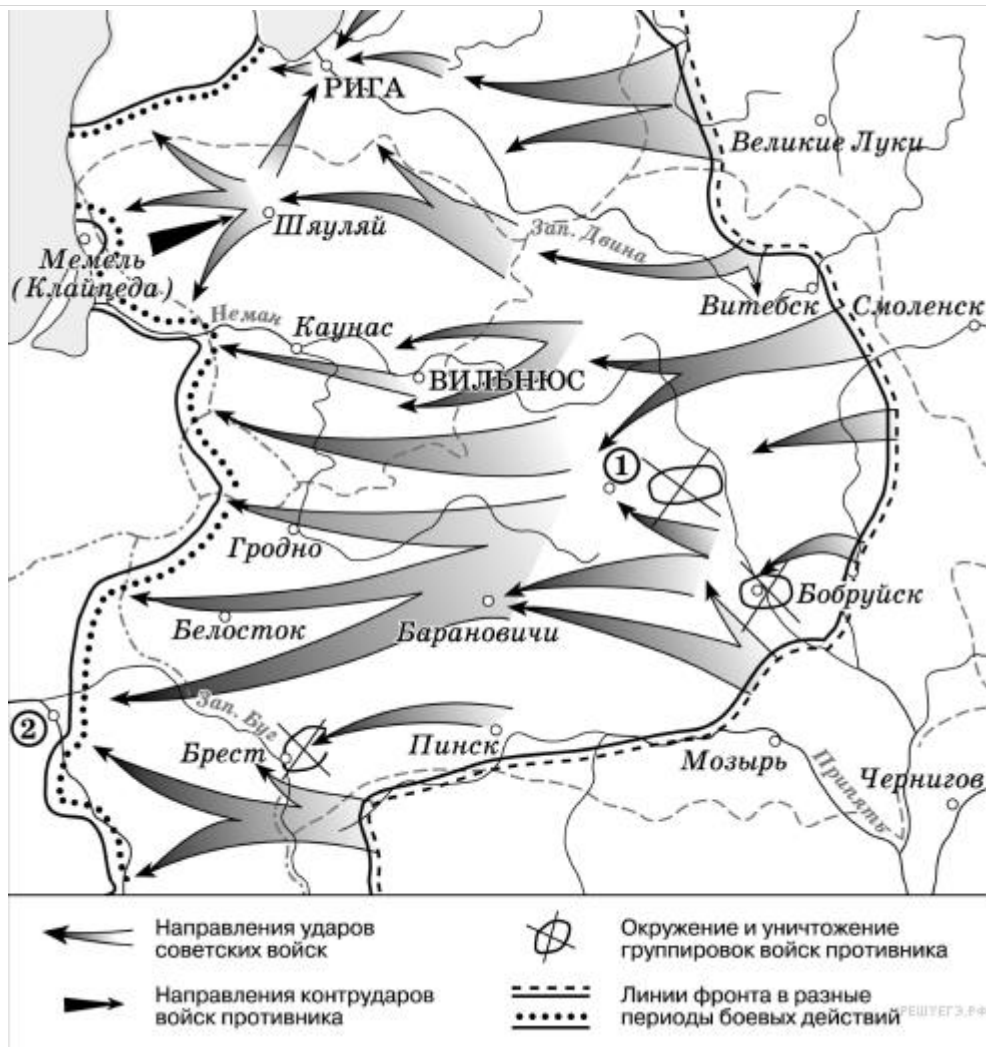 РИГА
Великие Луки
Шяуляй
Зап. Двина
Мемель
(Клайпеда)
Витебск
Смоленск
Неман
Каунас
ВИЛЬНЮС
1
Гродно
Бобруйск
Белосток
Барановичи
Зап. Буг
2
Брест
Пинск
Мозырь
Припять
Чернигов
Направления ударов
советских войск
Окружение и уничтожение
группировок войск противника
Направления контрударов
войск противника
Линии фронта в разные
периоды боевых действий
РЕШУЕГЭ.РФ